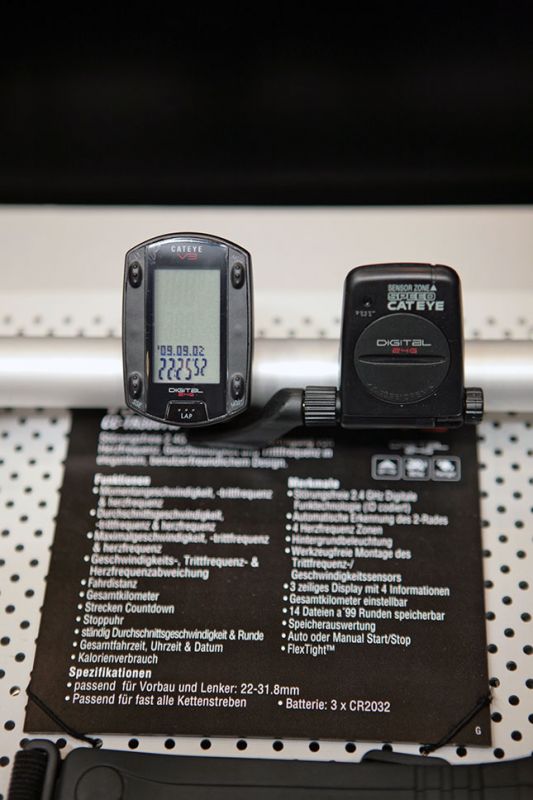 CATEYE
V3
'09.09.02
222552
DIGITAL
2.4G
LAP
SENSOR ZONE▲
SPEED
CATEYE
DIGITAL
2.4G
Funktionen
• Momentangeschwindigkeit, -trittfrequenz
& herzfrequenz
• Durchschnittsgeschwindigkeit,
-trittfrequenz & herzfrequenz
• Maximalgeschwindigkeit, -trittfrequenz
& herzfrequenz
• Geschwindigkeits-, Trittfrequenz- &
Herzfrequenzabweichung
• Fahrdistanz
• Gesamtkilometer
• Strecken Countdown
• Stoppuhr
• ständig Durchschnittsgeschwindigkeit & Runde
• Gesamtfahrzeit, Uhrzeit & Datum
• Kalorienverbrauch
Merkmale
• Störungsfreie 2.4 GHz Digitale
Funktechnologie (ID codiert)
• Automatische Erkennung des 2-Rades
• 4 Herzfrequenz Zonen
• Hintergrundbeleuchtung
• Werkzeugfreie Montage des
Trittfrequenz-/
Geschwindigkeitssensors
• 3 zeiliges Display mit 4 Informationen
• Gesamtkilometer einstellbar
• 14 Dateien a 99 Runden speicherbar
• Speicherauswertung
• Auto oder Manual Start/Stop
• FlexTight™
Spezifikationen
• passend für Vorbau und Lenker: 22-31.8mm
• Passend für fast alle Kettenstreben • Batterie: 3 x CR2032
G